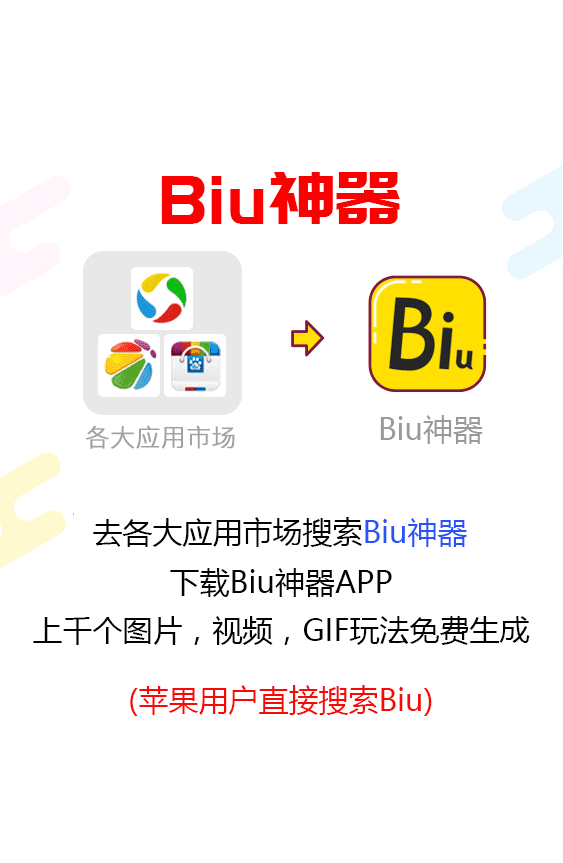 Biu神器
Biu
各大应用市场
Biu神器
去各大应用市场搜索Biu神器
下载Biu神器APP
上千个图片，视频，GIF玩法免费生成
(苹果用户直接搜索Biu)